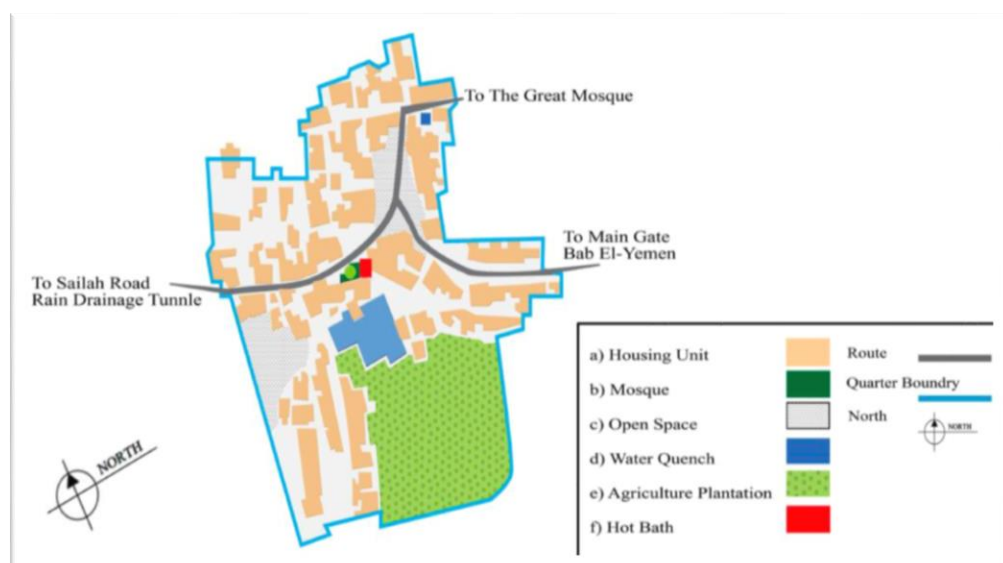 To The Great Mosque
To Main Gate
Bab El-Yemen
To Sailah Road
Rain Drainage Tunnle
NORTH
a) Housing Unit
b) Mosque
c) Open Space
d) Water Quench
e) Agriculture Plantation
f) Hot Bath
Route
Quarter Boundry
North
NORTH